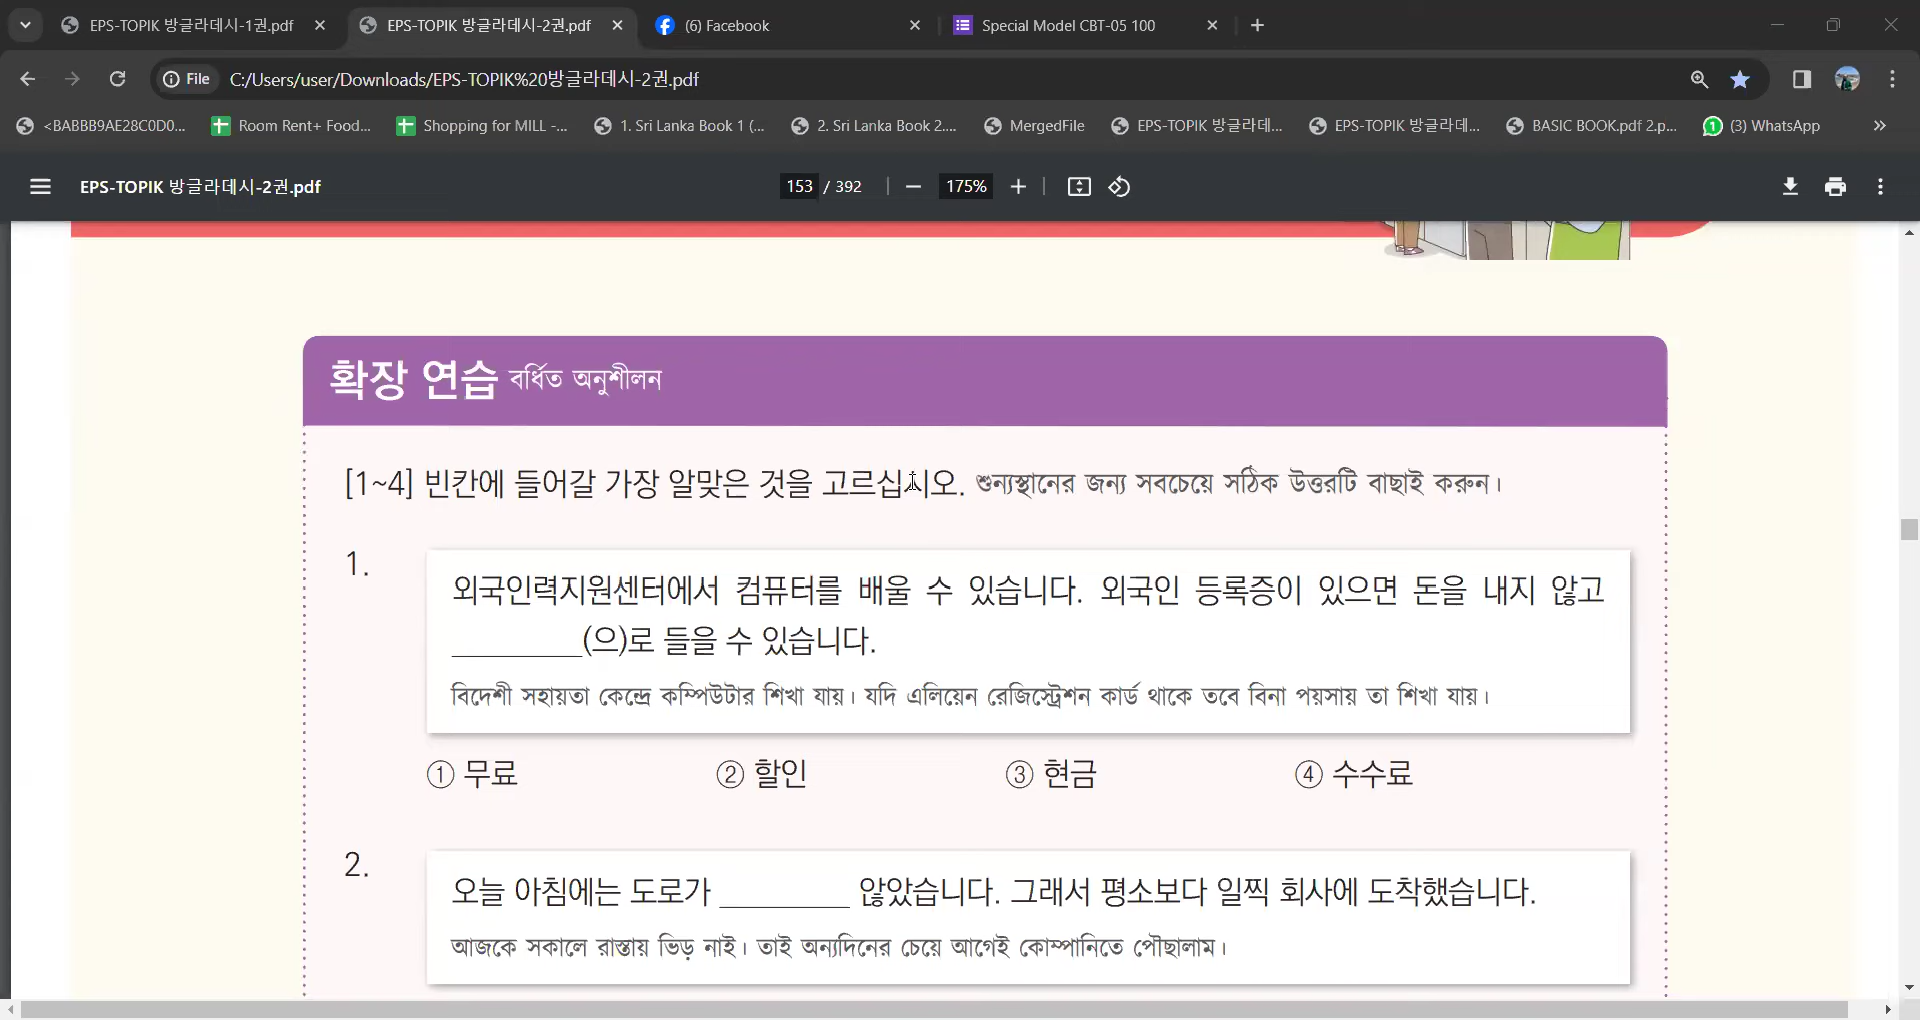 EPS-TOPIK 방글라데시-1권.pdf
EPS-TOPIK 방글라데시-2권.pdf
(6) Facebook
Special Model CBT-05 100
File
C:/Users/user/Downloads/EPS-TOPIK%20방글라데시-2권.pdf
<BABBB9AE28C0D0...
Room Rent+ Food...
Shopping for MILL -...
1. Sri Lanka Book 1 (...
2. Sri Lanka Book 2....
MergedFile
EPS-TOPIK 방글라데...
EPS-TOPIK 방글라데...
BASIC BOOK.pdf 2.p...
1
(3) WhatsApp
EPS-TOPIK 방글라데시-2권.pdf
153 / 392
175%
확장 연습 বর্ধিত অনুশীলন
[1~4] 빈칸에 들어갈 가장 알맞은 것을 고르십시오. শুন্যস্থানের জন্য সবচেয়ে সঠিক উত্তরটি বাছাই করুন।
1.
외국인력지원센터에서 컴퓨터를 배울 수 있습니다. 외국인 등록증이 있으면 돈을 내지 않고
_________(으)로 들을 수 있습니다.
বিদেশী সহায়তা কেন্দ্রে কম্পিউটার শিখা যায়। যদি এলিয়েন রেজিস্ট্রেশন কার্ড থাকে তবে বিনা পয়সায় তা শিখা যায়।
① 무료
② 할인
③ 현금
④ 수수료
2.
오늘 아침에는 도로가 _________ 않았습니다. 그래서 평소보다 일찍 회사에 도착했습니다.
আজকে সকালে রাস্তায় ভিড় নাই। তাই অন্যদিনের চেয়ে আগেই কোম্পানিতে পৌছালাম।